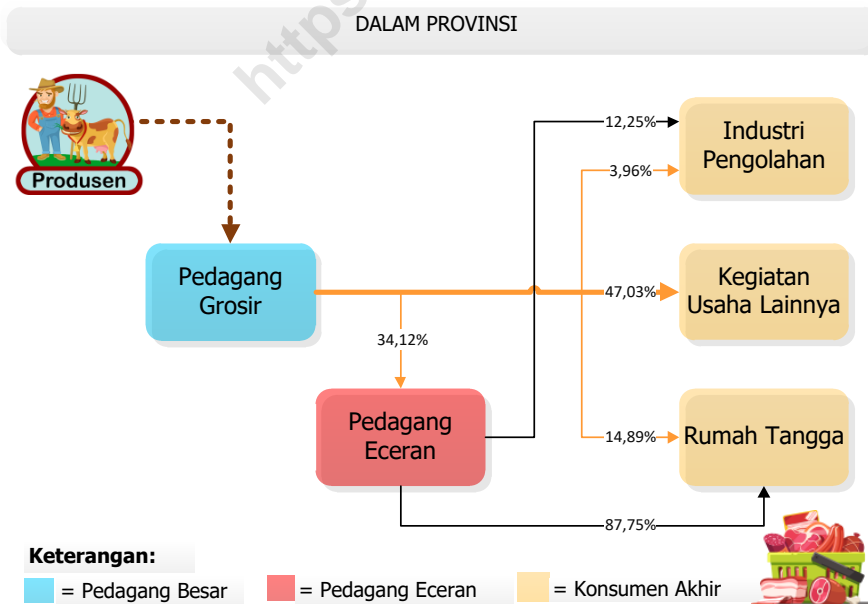 DALAM PROVINSI
https
Produsen
12,25%
Industri
Pengolahan
3,96%
Pedagang
Grosir
47,03%
Kegiatan
Usaha Lainnya
34,12%
Pedagang
Eceran
14,89%
Rumah Tangga
87,75%
Keterangan:
= Pedagang Besar
= Pedagang Eceran
= Konsumen Akhir